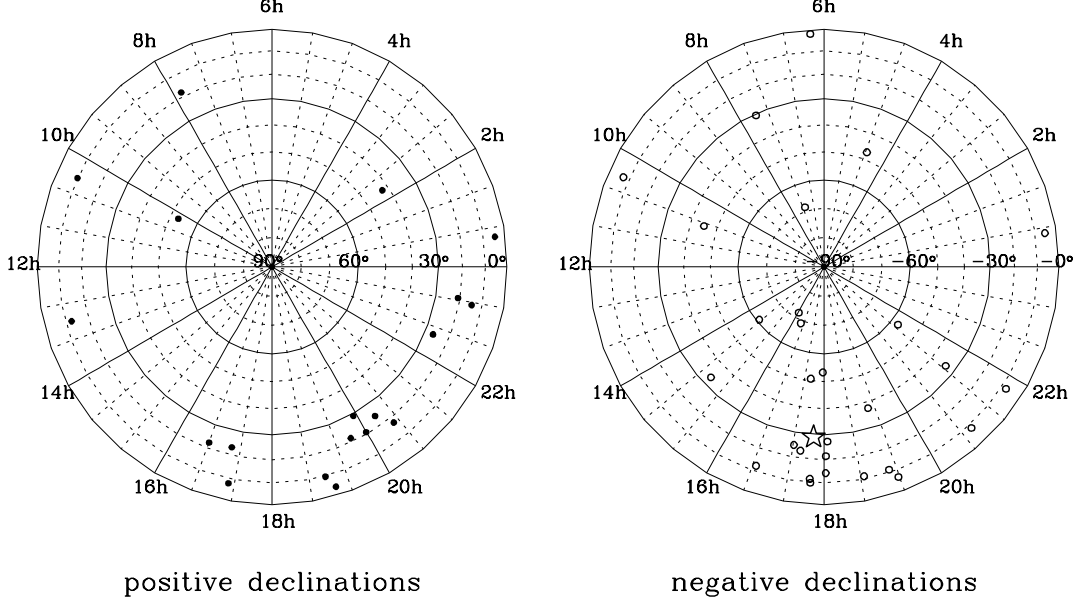 6h 6h
8h 4h 8h 4h
10h 2h 10h 2h
12h 90° 60° 30° 0° 12h −90° −60° −30° −0°
14h 22h 14h 22h
16h 20h 16h 20h
18h 18h
positive declinations negative declinations